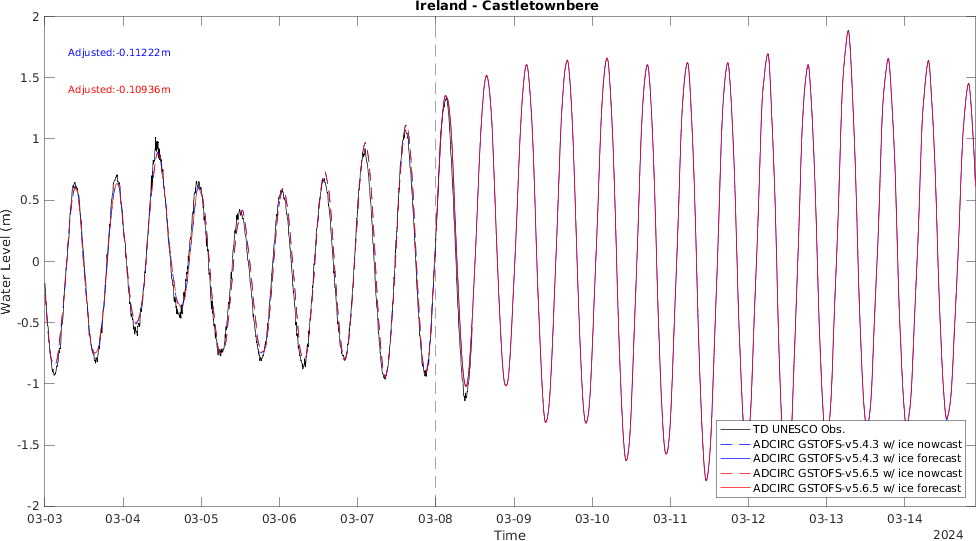 Ireland - Castletownbere
Adjusted:-0.11222m
Adjusted:-0.10936m
Water Level (m)
2
1.5
1
0.5
0
-0.5
-1
-1.5
-2
TD UNESCO Obs.
ADCIRC GSTOFS-v5.4.3 w/ ice nowcast
ADCIRC GSTOFS-v5.4.3 w/ ice forecast
ADCIRC GSTOFS-v5.6.5 w/ ice nowcast
ADCIRC GSTOFS-v5.6.5 w/ ice forecast
03-03 03-04 03-05 03-06 03-07 03-08 03-09 03-10 03-11 03-12 03-13 03-14
Time
2024